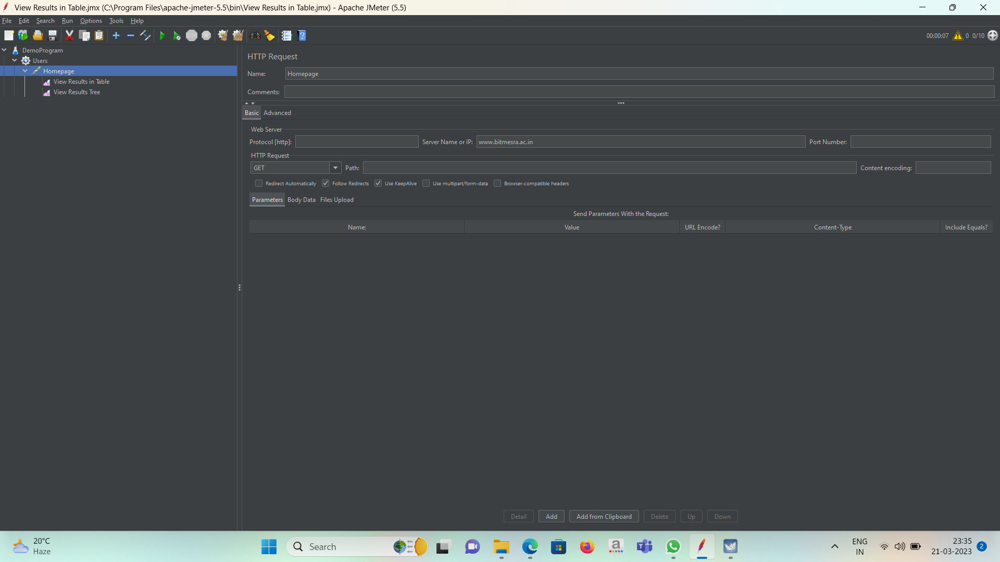 View Results in Table.jmx (C:\Program Files\apache-jmeter-5.5\bin\View Results in Table.jmx) - Apache JMeter (5.5)
File Edit Search Run Options Tools Help
00:00:07 0 0/10
DemoProgram
Users
Homepage
View Results in Table
View Results Tree
HTTP Request
Name: Homepage
Comments:
Basic Advanced
Web Server
Protocol [http]: Server Name or IP: www.bitmesra.ac.in Port Number:
HTTP Request
GET Path: Content encoding:
Redirect Automatically Follow Redirects Use KeepAlive Use multipart/form-data Browser-compatible headers
Parameters Body Data Files Upload
Send Parameters With the Request:
Name: Value URL Encode? Content-Type Include Equals?
Detail Add Add from Clipboard Delete Up Down
20°C
Haze
Search
ENG
IN
23:35
21-03-2023
2